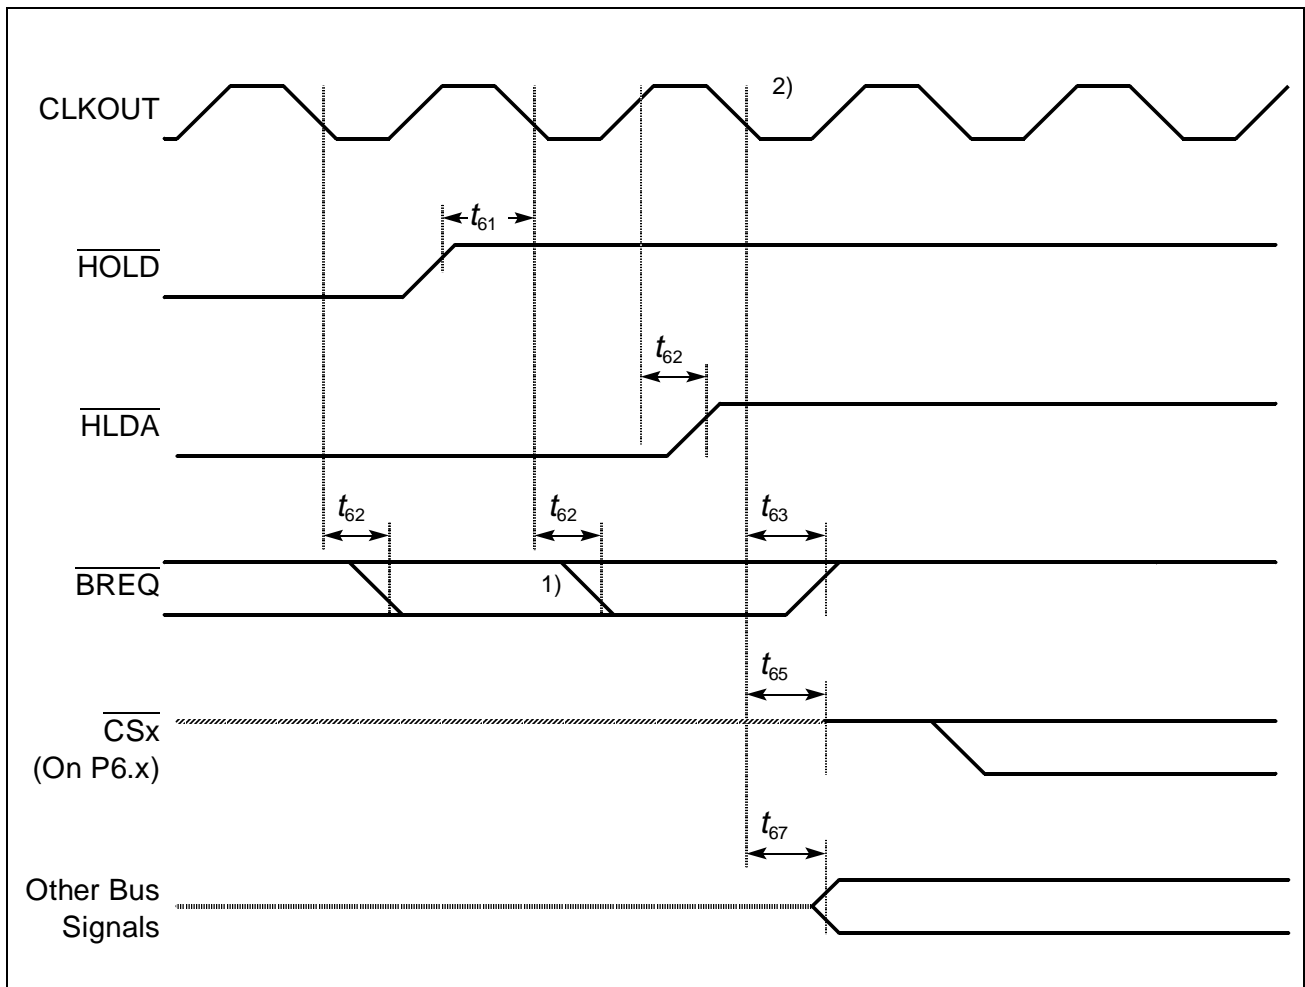 CLKOUT
2)
t61
HOLD
t62
HLDA
t62
t62
t63
BREQ
1)
t65
CSx
(On P6.x)
t67
Other Bus
Signals